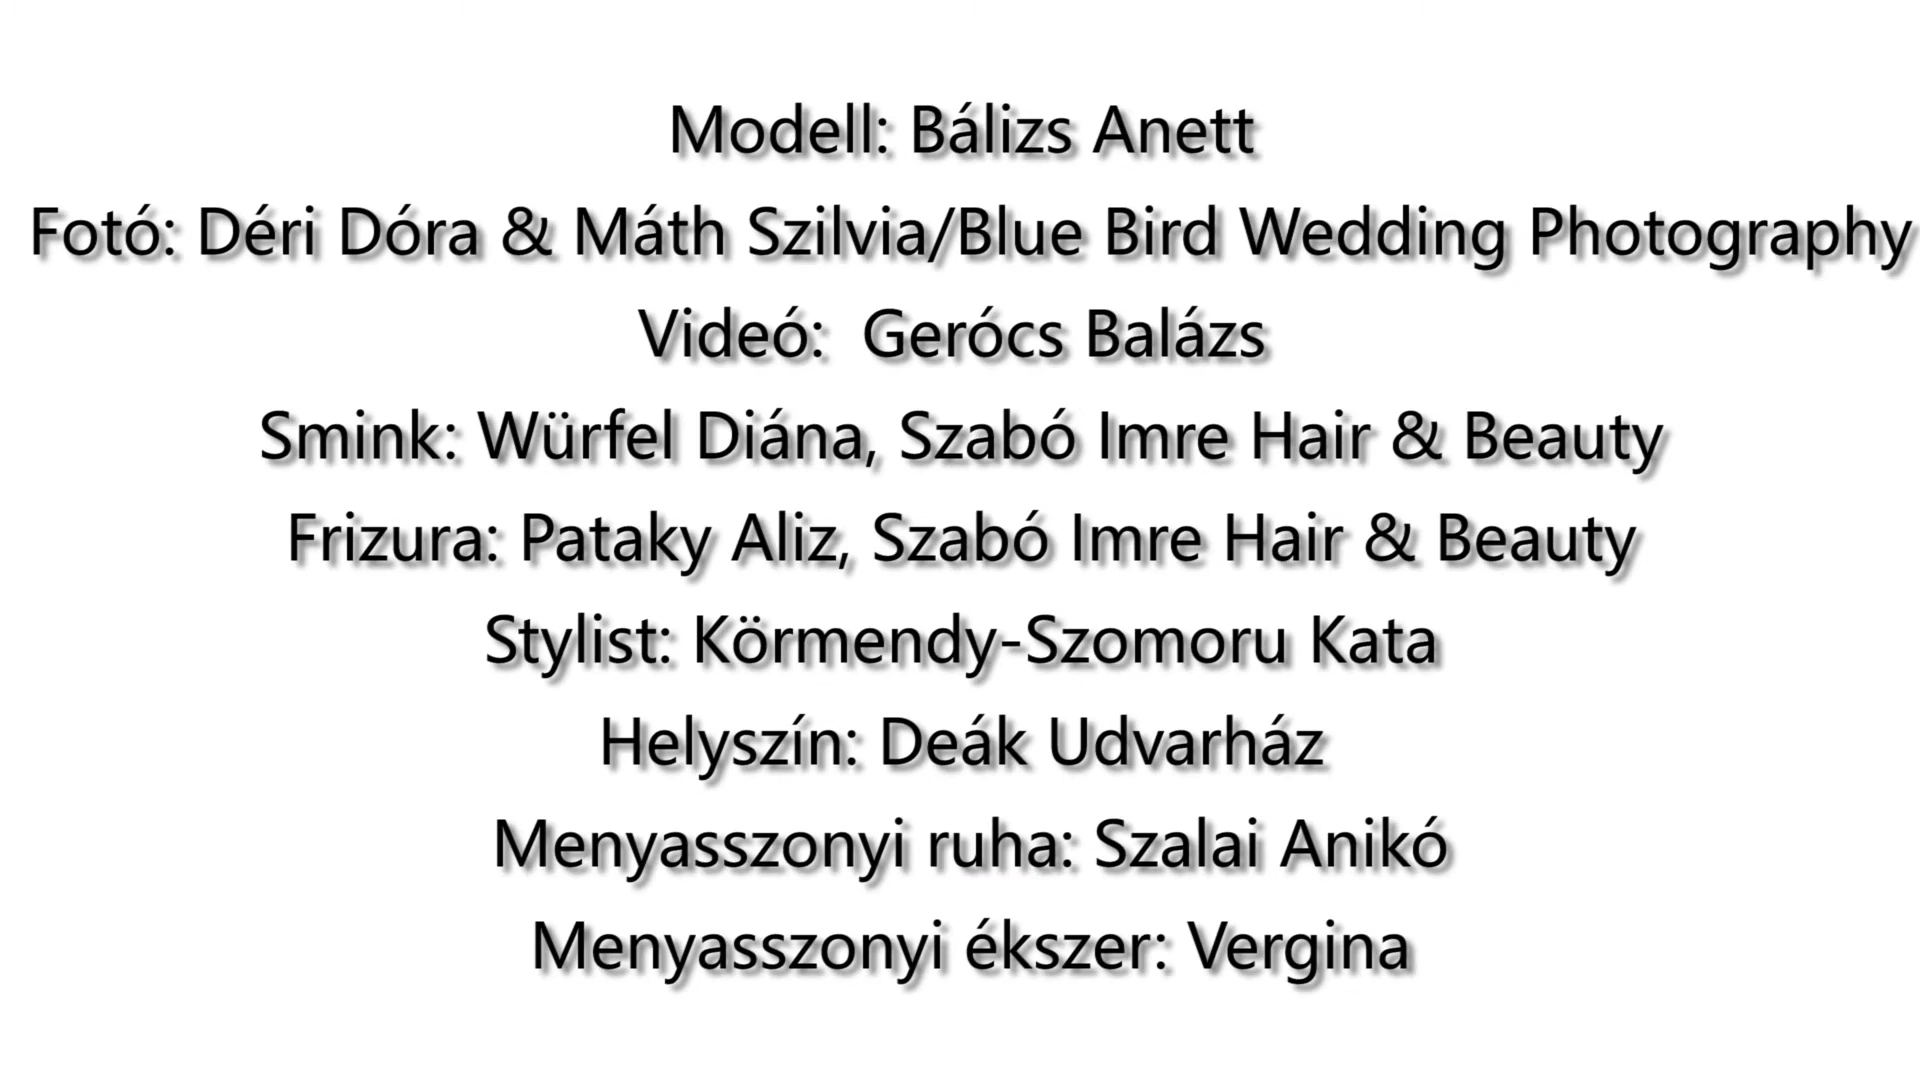 Modell: Bálizs Anett
Fotó: Déri Dóra & Máth Szilvia/Blue Bird Wedding Photography
Videó:  Gerócs Balázs
Smink: Würfel Diána, Szabó Imre Hair & Beauty
Frizura: Pataky Aliz, Szabó Imre Hair & Beauty
Stylist: Körmendy-Szomoru Kata
Helyszín: Deák Udvarház
Menyasszonyi ruha: Szalai Anikó
Menyasszonyi ékszer: Vergina